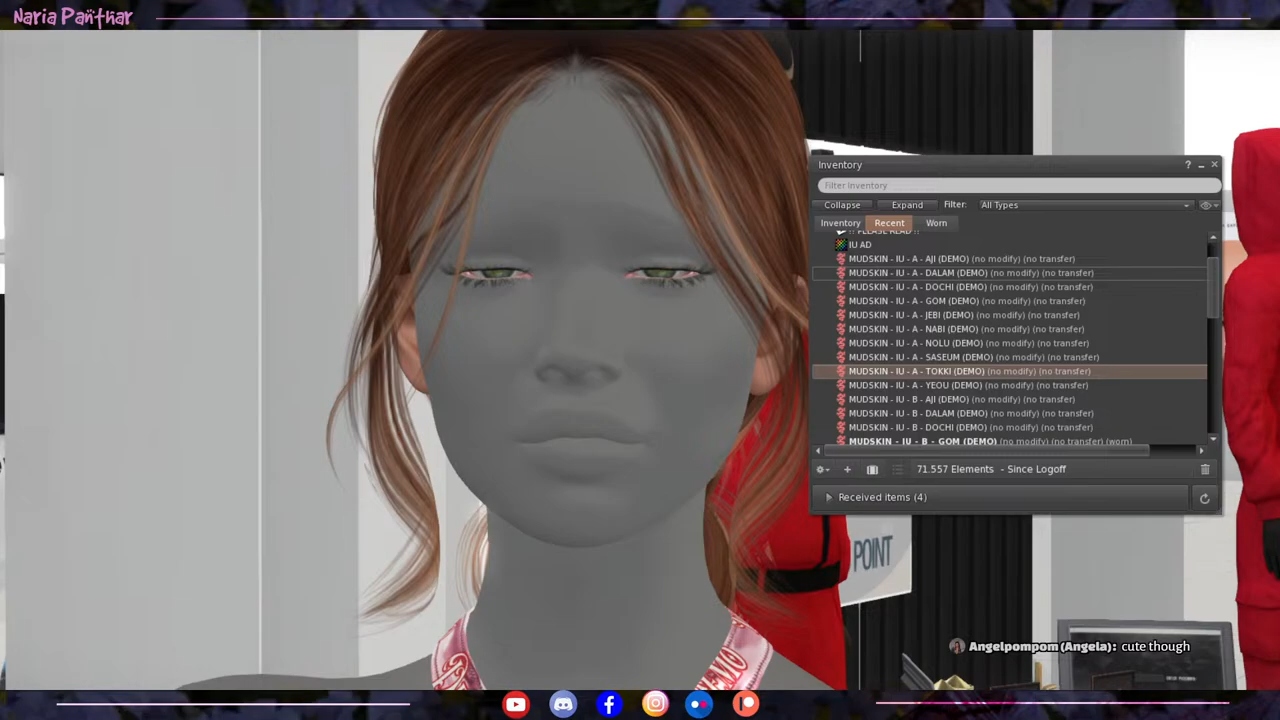 Naria Panthar
Inventory
?
Filter Inventory
Collapse
Expand
Filter:
All Types
Inventory
Recent
Worn
!! PLEASE READ !!
IU AD
MUDSKIN - IU - A - AJI (DEMO) (no modify) (no transfer)
MUDSKIN - IU - A - DALAM (DEMO) (no modify) (no transfer)
MUDSKIN - IU - A - DOCHI (DEMO) (no modify) (no transfer)
MUDSKIN - IU - A - GOM (DEMO) (no modify) (no transfer)
MUDSKIN - IU - A - JEBI (DEMO) (no modify) (no transfer)
MUDSKIN - IU - A - NABI (DEMO) (no modify) (no transfer)
MUDSKIN - IU - A - NOLU (DEMO) (no modify) (no transfer)
MUDSKIN - IU - A - SASEUM (DEMO) (no modify) (no transfer)
MUDSKIN - IU - A - TOKKI (DEMO) (no modify) (no transfer)
MUDSKIN - IU - A - YEOU (DEMO) (no modify) (no transfer)
MUDSKIN - IU - B - AJI (DEMO) (no modify) (no transfer)
MUDSKIN - IU - B - DALAM (DEMO) (no modify) (no transfer)
MUDSKIN - IU - B - DOCHI (DEMO) (no modify) (no transfer)
MUDSKIN - IU - B - GOM (DEMO) (no modify) (no transfer) (worn)
71.557 Elements - Since Logoff
Received items (4)
POINT
DEMO
Angelpompom (Angela): cute though